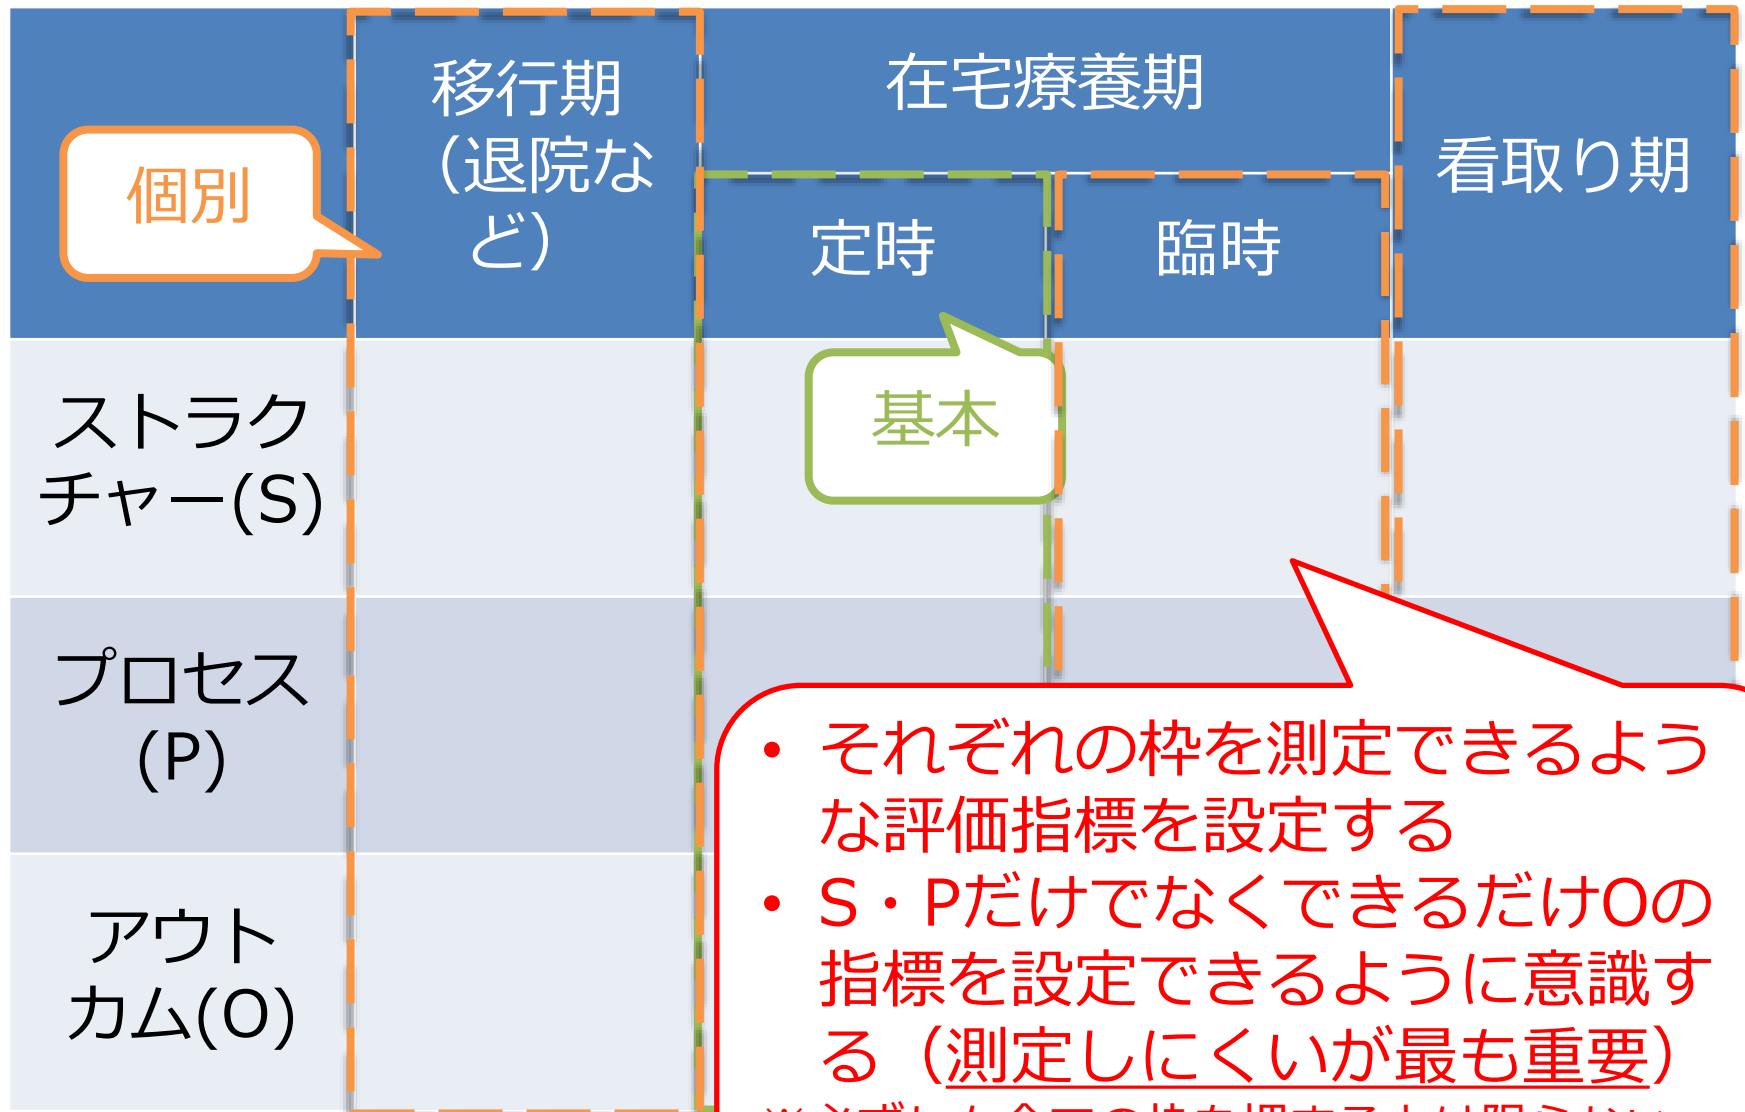 個別
移行期
（退院な
ど）
在宅療養期
定時
臨時
看取り期
基本
ストラク
チャー(S)
プロセス
(P)
アウト
カム(O)
• それぞれの枠を測定できるよう
な評価指標を設定する
• S・PだけでなくできるだけOの
指標を設定できるように意識す
る（測定しにくいが最も重要）